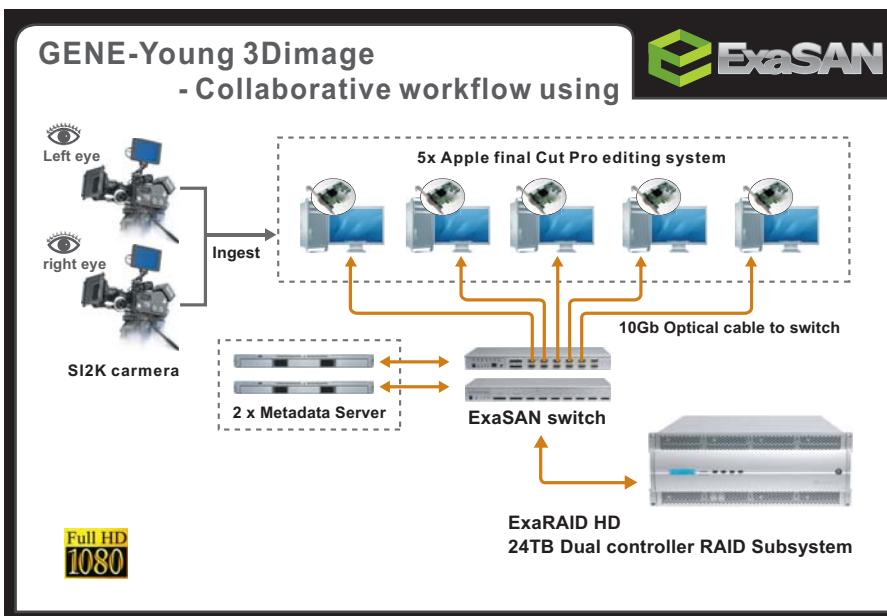 GENE-Young 3Dimage
- Collaborative workflow using
ExaSAN
Left eye
right eye
SI2K carmera
Ingest
5x Apple final Cut Pro editing system
10Gb Optical cable to switch
2 x Metadata Server
ExaSAN switch
ExaRAID HD
24TB Dual controller RAID Subsystem
Full HD
1080